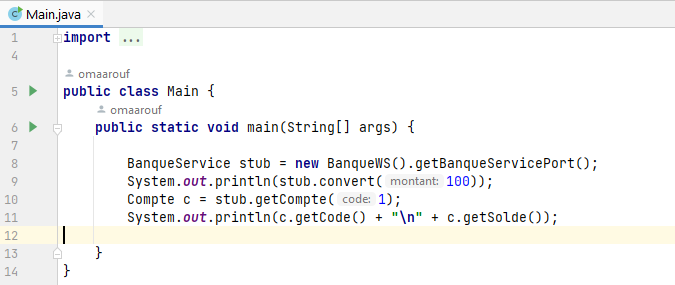 Main.java
1 import ...
4
omaarouf
5 public class Main {
omaarouf
6 public static void main(String[] args) {
7
8 BanqueService stub = new BanqueWS().getBanqueServicePort();
9 System.out.println(stub.convert( montant: 100));
10 Compte c = stub.getCompte( code: 1);
11 System.out.println(c.getCode() + "\n" + c.getSolde());
12
13 }
14 }